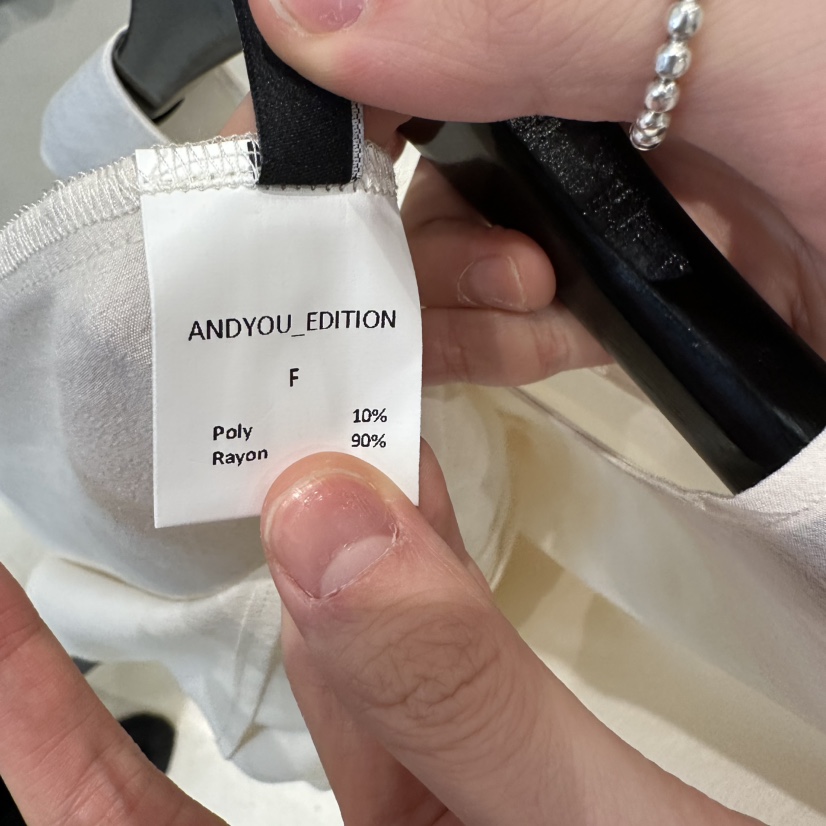 ANDYOU_EDITION
F
Poly 10%
Rayon 90%